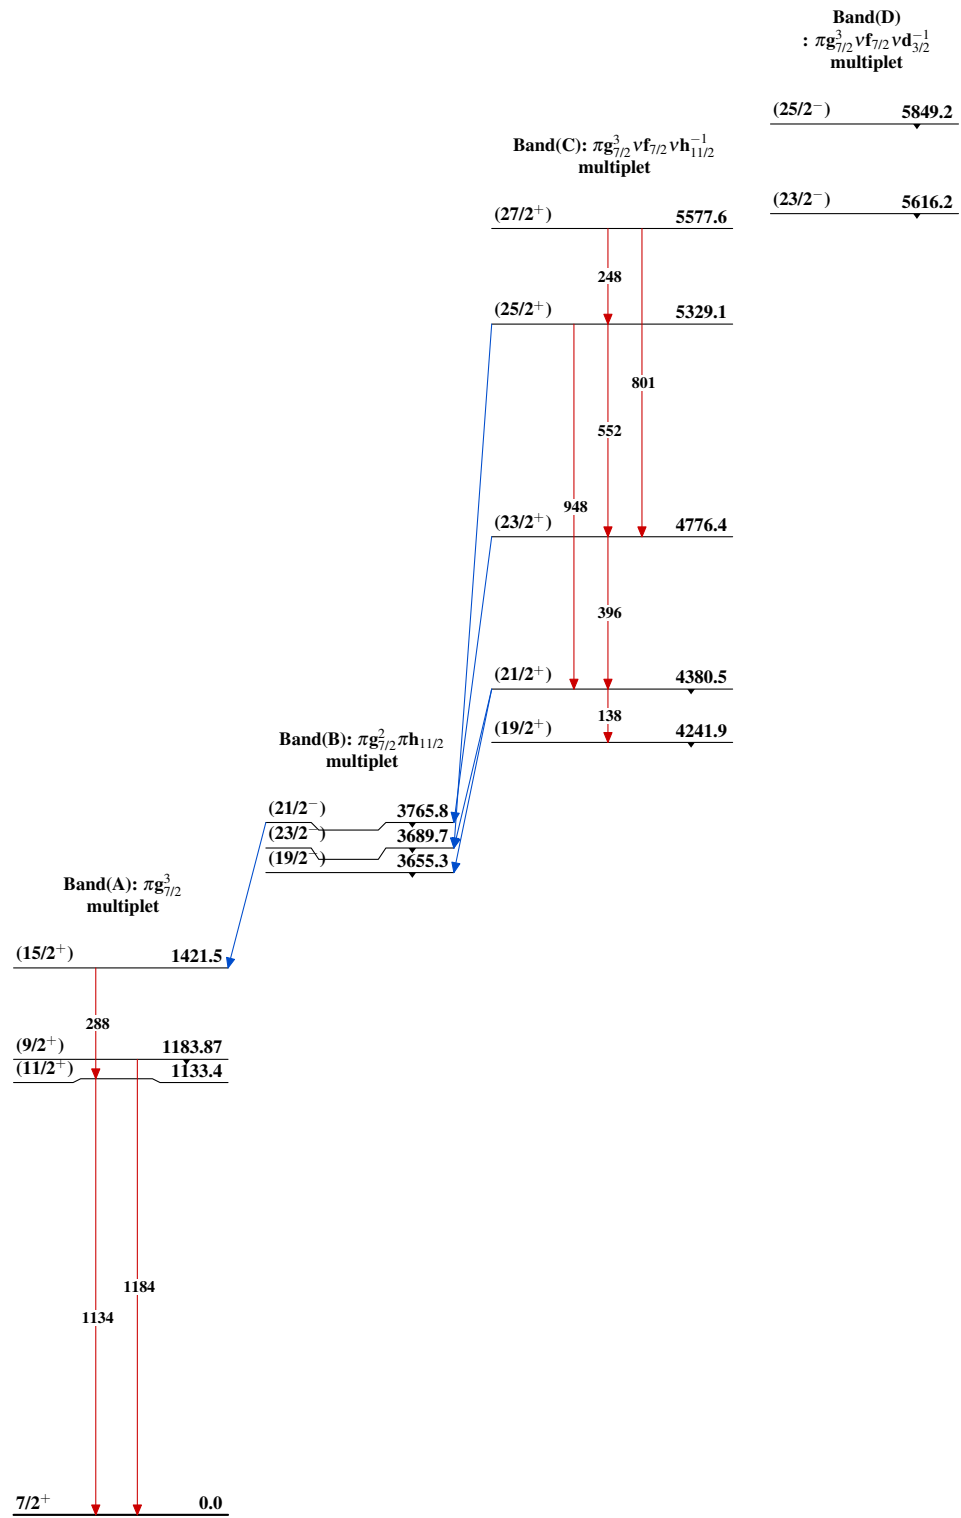 Band(D)
: πg³₇/₂ νf₇/₂ νd⁻¹₃/₂
multiplet
(25/2⁻) 5849.2
(23/2⁻) 5616.2
Band(C): πg³₇/₂ νf₇/₂ νh⁻¹₁₁/₂
multiplet
(27/2⁺) 5577.6
248
(25/2⁺) 5329.1
801
552
948
(23/2⁺) 4776.4
396
(21/2⁺) 4380.5
138
(19/2⁺) 4241.9
Band(B): πg²₇/₂ πh₁₁/₂
multiplet
(21/2⁻) 3765.8
(23/2⁻) 3689.7
(19/2⁻) 3655.3
Band(A): πg³₇/₂
multiplet
(15/2⁺) 1421.5
288
(9/2⁺) 1183.87
(11/2⁺) 1133.4
1184
1134
7/2⁺ 0.0